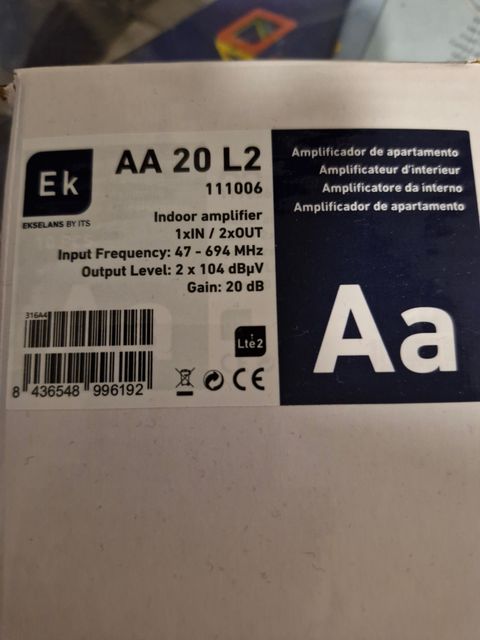 Ek
EKSELANS BY ITS
AA 20 L2
111006
Indoor amplifier
1xIN / 2xOUT
Input Frequency: 47 - 694 MHz
Output Level: 2 x 104 dBµV
Gain: 20 dB
316A4
8 436548 996192
Lte2
CE
Amplificador de apartamento
Amplificateur d'interieur
Amplificatore da interno
Amplificador de apartamento
Aa